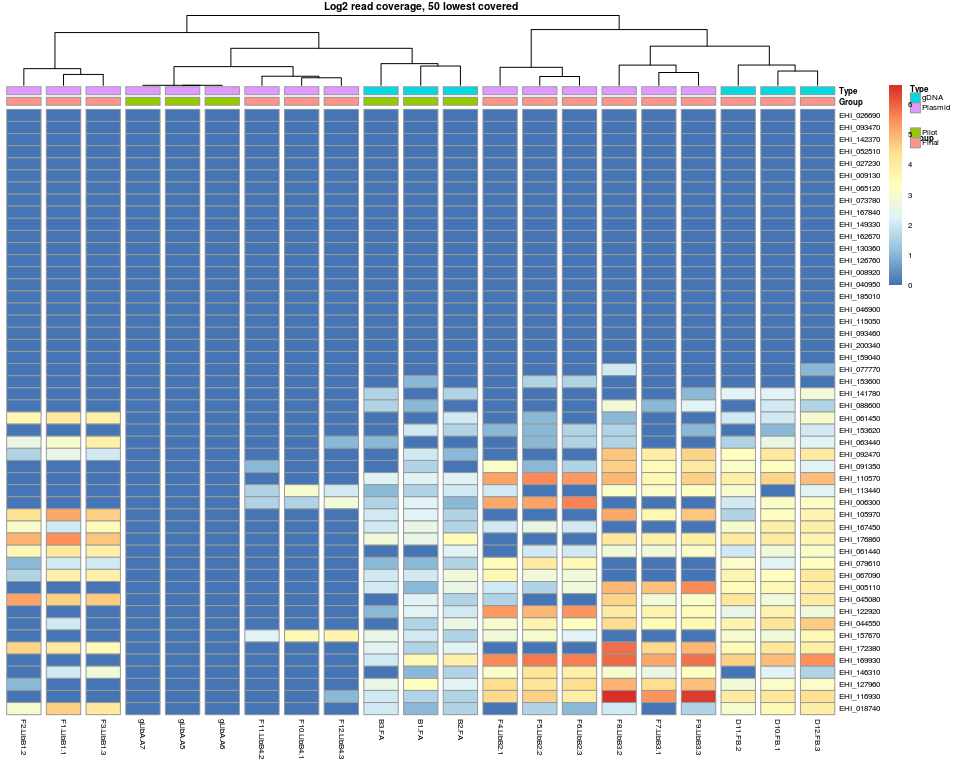 Log2 read coverage, 50 lowest covered
Type
Group
EHI_026690
EHI_093470
EHI_142370
EHI_052510
EHI_027230
EHI_009130
EHI_065120
EHI_073780
EHI_167840
EHI_149330
EHI_162670
EHI_130360
EHI_126760
EHI_008920
EHI_040950
EHI_185010
EHI_046900
EHI_115050
EHI_093460
EHI_200340
EHI_159040
EHI_077770
EHI_153600
EHI_141780
EHI_088600
EHI_061450
EHI_153620
EHI_063440
EHI_092470
EHI_091350
EHI_110570
EHI_113440
EHI_006300
EHI_105970
EHI_167450
EHI_176860
EHI_061440
EHI_079610
EHI_067090
EHI_005110
EHI_045080
EHI_122920
EHI_044550
EHI_157670
EHI_172380
EHI_169930
EHI_146310
EHI_127960
EHI_116930
EHI_018740
F2.LibB1.2
F1.LibB1.1
F3.LibB1.3
gLibA.A7
gLibA.A5
gLibA.A6
F11.LibB4.2
F10.LibB4.1
F12.LibB4.3
B3.FA
B1.FA
B2.FA
F4.LibB2.1
F5.LibB2.2
F6.LibB2.3
F8.LibB3.2
F7.LibB3.1
F9.LibB3.3
D11.FB.2
D10.FB.1
D12.FB.3
6
5
4
3
2
1
0
Type
gDNA
Plasmid
Group
Pilot
Final